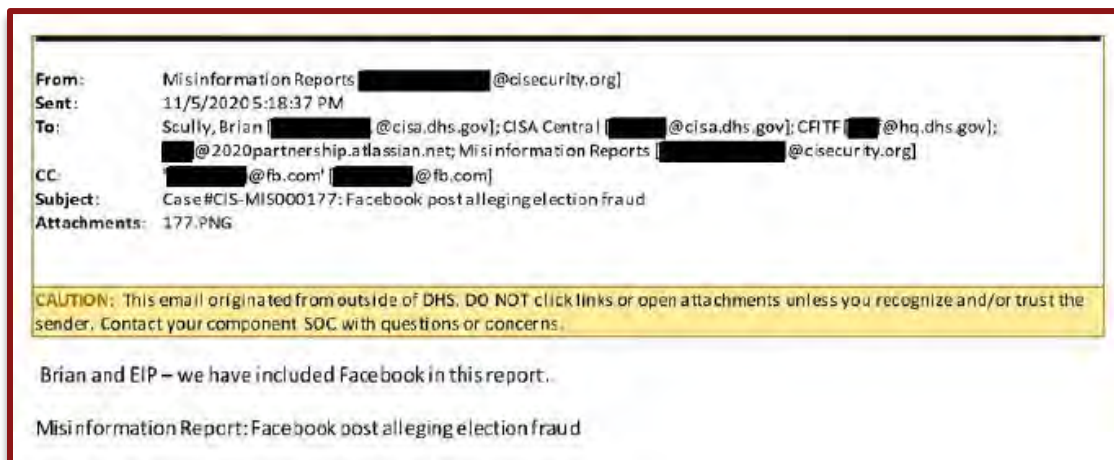 From: Misinformation Reports @cisecurity.org]
Sent: 11/5/2020 5:18:37 PM
To: Scully, Brian [ @cisa.dhs.gov]; CISA Central [ @cisa.dhs.gov]; CFITF [ f@hq.dhs.gov];
@2020partnership.atlassian.net; Misinformation Reports [ @cisecurity.org]
CC: ' @fb.com' [ @fb.com]
Subject: Case #CIS-MIS000177: Facebook post alleging election fraud
Attachments: 177.PNG
CAUTION: This email originated from outside of DHS. DO NOT click links or open attachments unless you recognize and/or trust the
sender. Contact your component SOC with questions or concerns.
Brian and EIP – we have included Facebook in this report.
Misinformation Report: Facebook post alleging election fraud